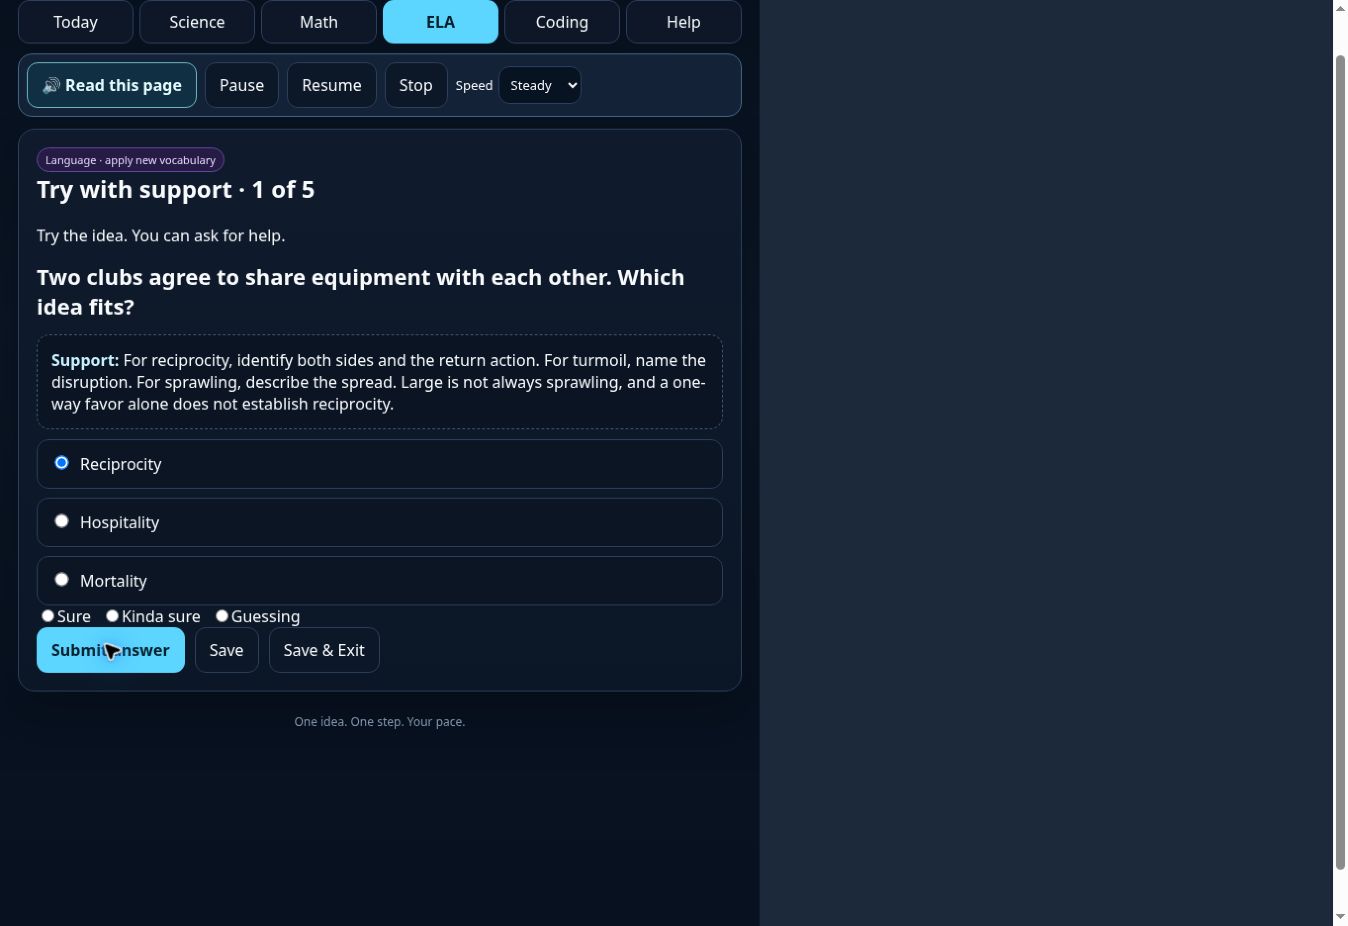 Today Science Math ELA Coding Help
🔊 Read this page Pause Resume Stop Speed Steady
Language · apply new vocabulary
Try with support · 1 of 5
Try the idea. You can ask for help.
Two clubs agree to share equipment with each other. Which
idea fits?
Support: For reciprocity, identify both sides and the return action. For turmoil, name the
disruption. For sprawling, describe the spread. Large is not always sprawling, and a one-
way favor alone does not establish reciprocity.
Reciprocity
Hospitality
Mortality
Sure Kinda sure Guessing
Submit answer Save Save & Exit
One idea. One step. Your pace.